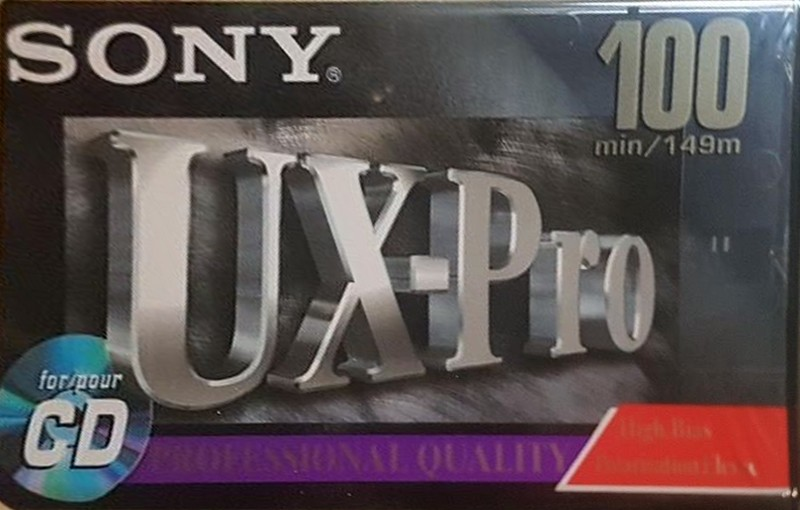 SONY®
100
min/149m
UX-Pro
for/pour
CD
PROFESSIONAL QUALITY
High Bias